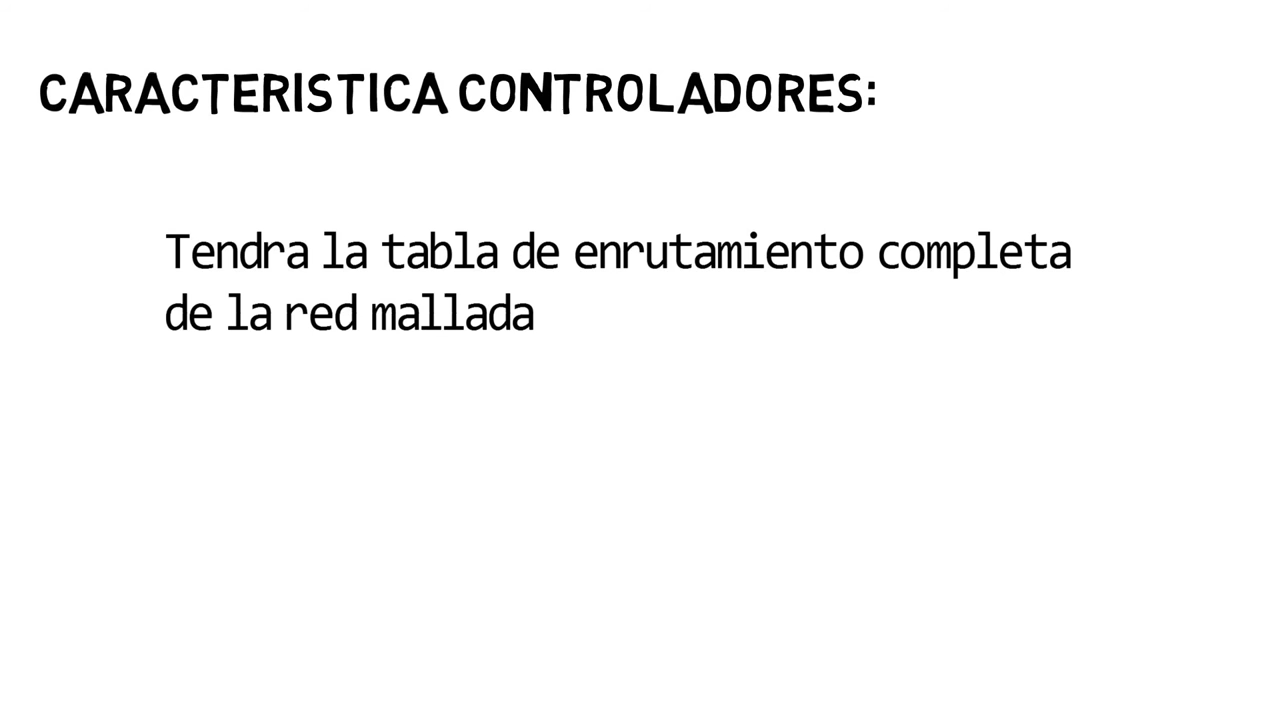 CARACTERISTICA CONTROLADORES:
Tendra la tabla de enrutamiento completa
de la red mallada